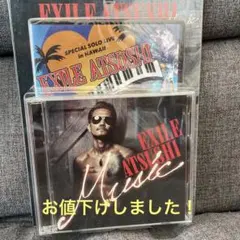 EXILE ATSUSHI
SPECIAL SOLO LIVE
in HAWAII
EXILE ATSUSHI
EXILE
ATSUSHI
Music
お値下げしました！